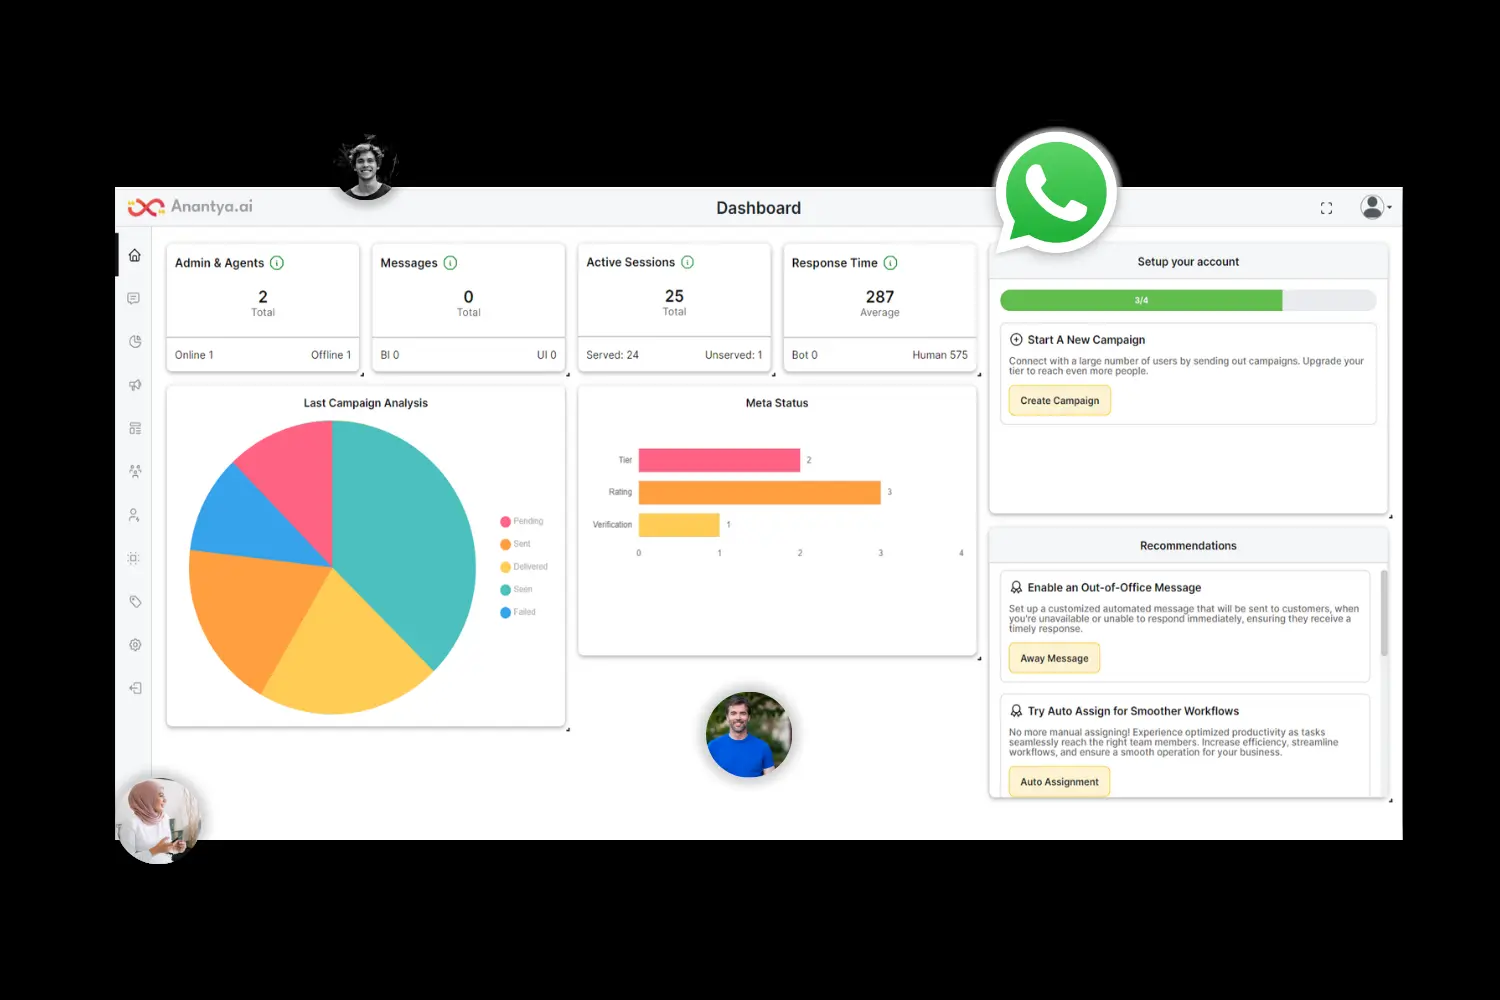 Anantya.ai
Dashboard
Admin & Agents
2
Total
Online 1
Offline 1
Messages
0
Total
BI 0
UI 0
Active Sessions
25
Total
Served: 24
Unserved: 1
Response Time
287
Average
Bot 0
Human 575
Setup your account
3/4
Start A New Campaign
Connect with a large number of users by sending out campaigns. Upgrade your
tier to reach even more people.
Create Campaign
Last Campaign Analysis
Pending
Sent
Delivered
Seen
Failed
Meta Status
Tier
2
Rating
3
Verification
1
0 1 2 3 4
Recommendations
Enable an Out-of-Office Message
Set up a customized automated message that will be sent to customers, when
you're unavailable or unable to respond immediately, ensuring they receive a
timely response.
Away Message
Try Auto Assign for Smoother Workflows
No more manual assigning! Experience optimized productivity as tasks
seamlessly reach the right team members. Increase efficiency, streamline
workflows, and ensure a smooth operation for your business.
Auto Assignment